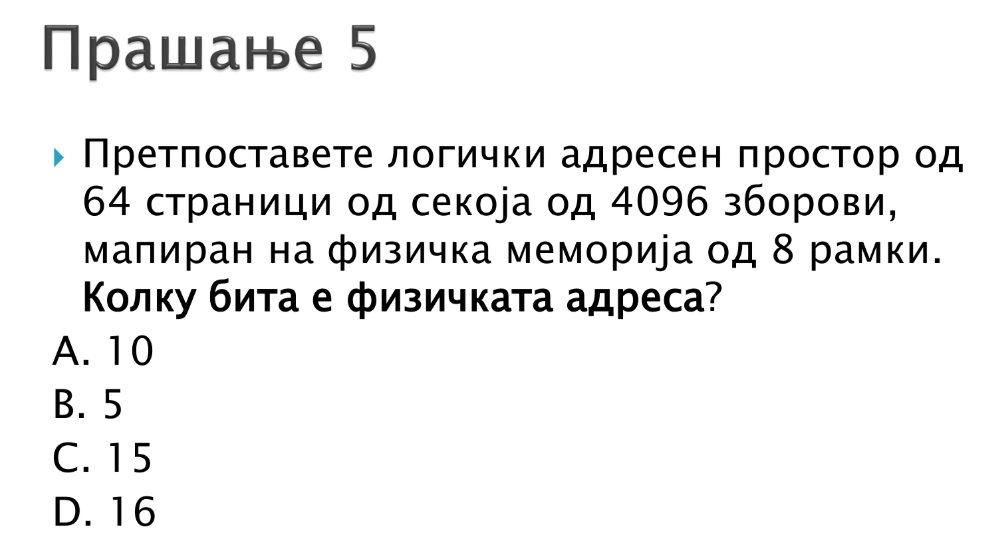 Прашање 5
Претпоставете логички адресен простор од
64 страници од секоја од 4096 зборови,
мапиран на физичка меморија од 8 рамки.
Колку бита е физичката адреса?
A. 10
B. 5
C. 15
D. 16